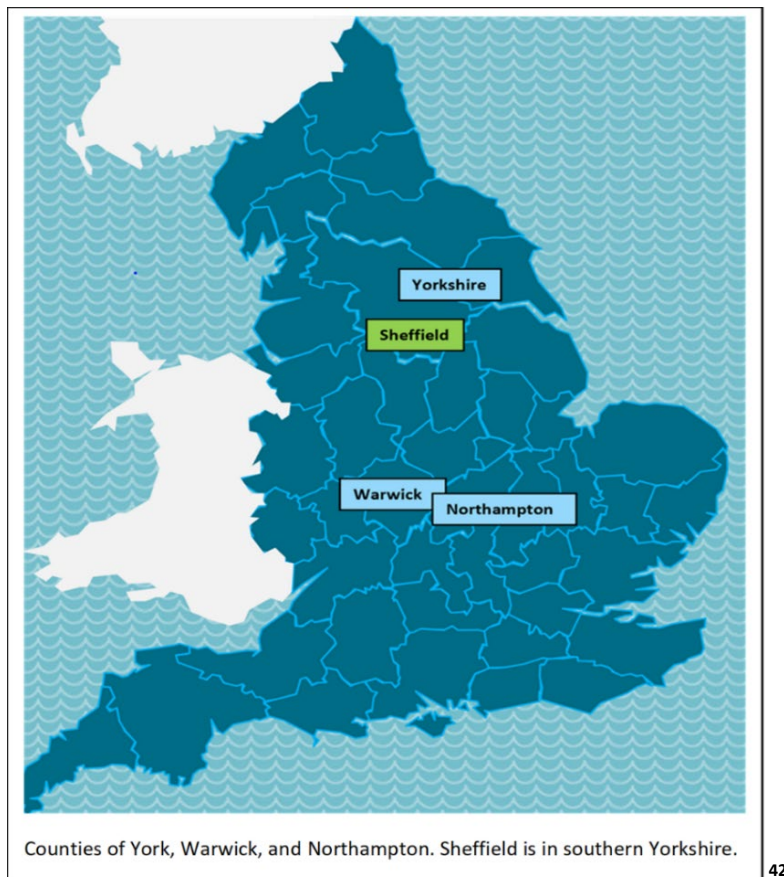 Yorkshire
Sheffield
Warwick
Northampton
Counties of York, Warwick, and Northampton. Sheffield is in southern Yorkshire.
42